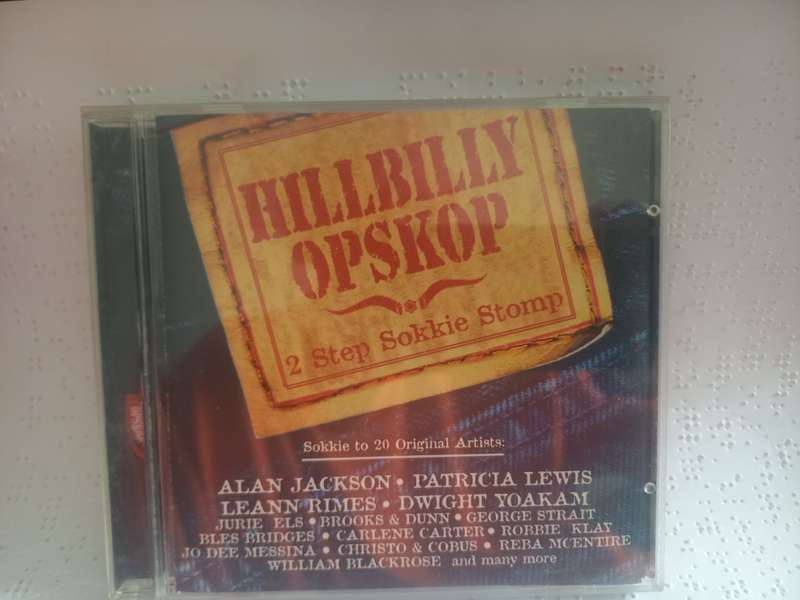 HILLBILLY
OPSKOP
2 Step Sokkie Stomp
Sokkie to 20 Original Artists:
ALAN JACKSON • PATRICIA LEWIS
LEANN RIMES • DWIGHT YOAKAM
JURIE ELS • BROOKS & DUNN • GEORGE STRAIT
BLES BRIDGES • CARLENE CARTER • ROBBIE KLAY
JO DEE MESSINA • CHRISTO & COBUS • REBA MCENTIRE
WILLIAM BLACKROSE and many more